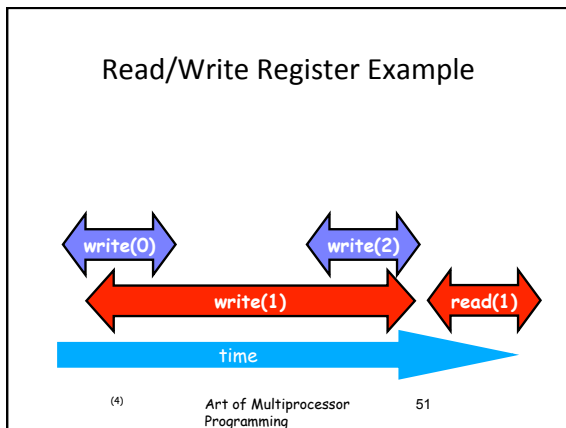 Read/Write Register Example
write(0) write(2)
write(1) read(1)
time
(4) Art of Multiprocessor 51
Programming